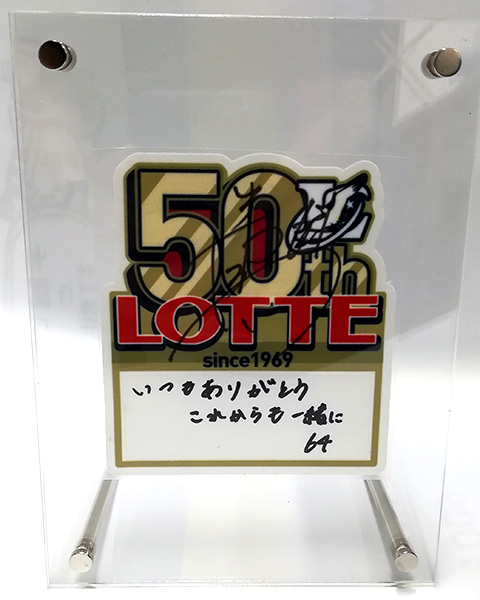 50th
LOTTE
since1969
いつもありがとう
これからも一緒に
64